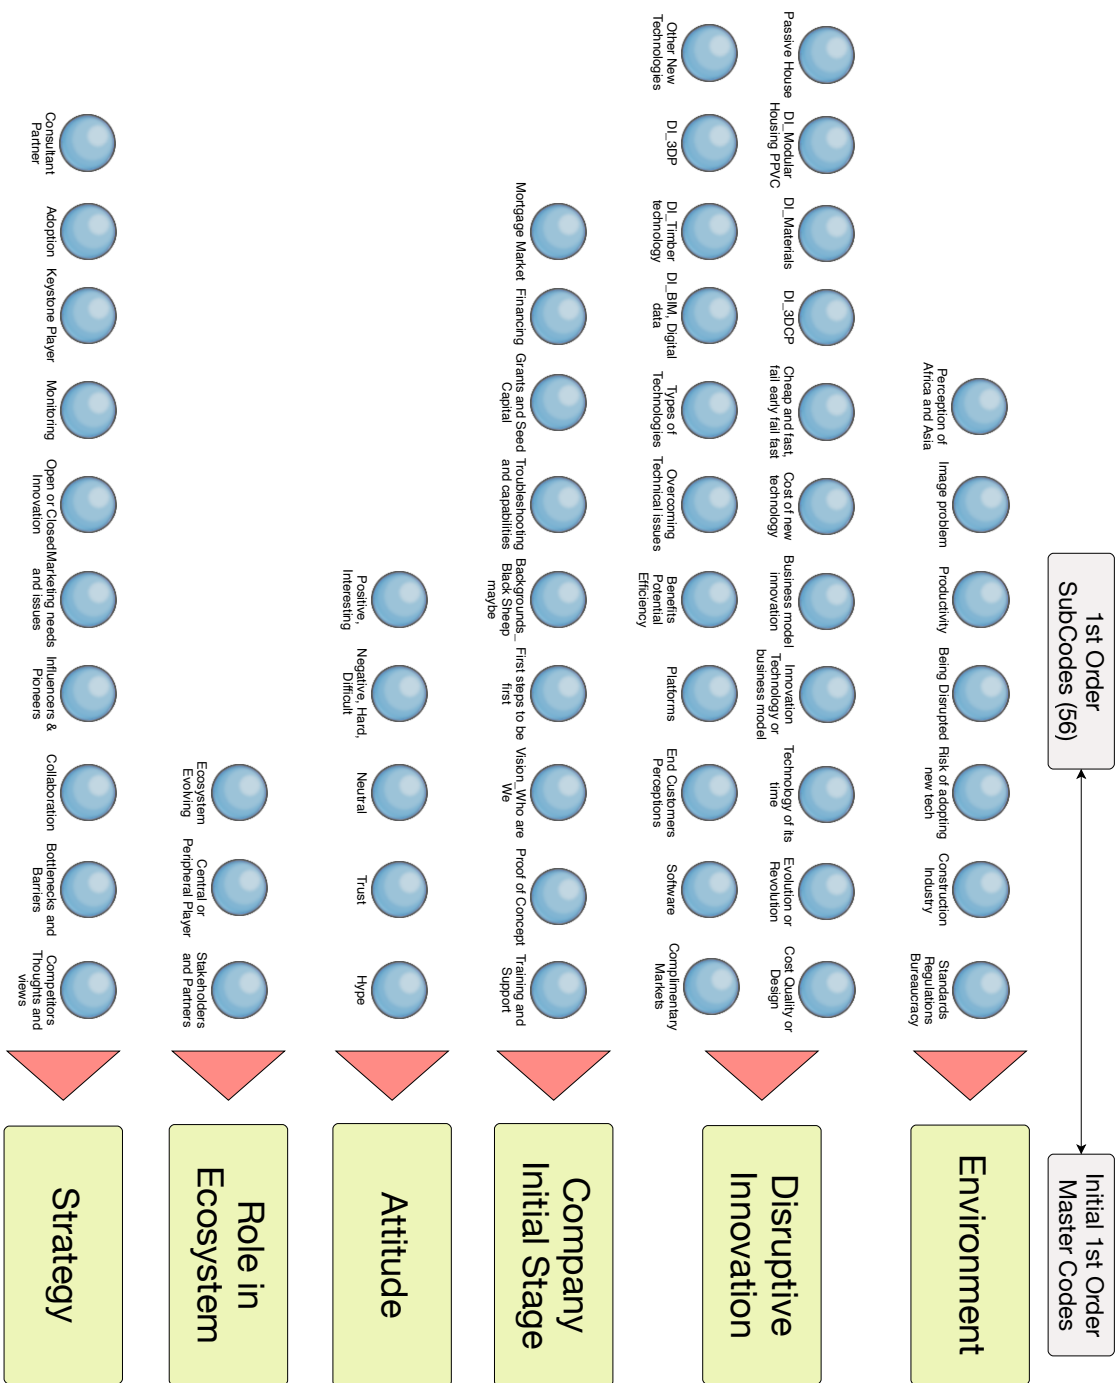 1st Order
SubCodes (56)
Initial 1st Order
Master Codes
Perception of
Africa and Asia
Image problem
Productivity
Being Disrupted
Risk of adopting
new tech
Construction
Industry
Standards
Regulations
Bureaucracy
Environment
Passive House
DI_Modular
Housing PPVC
DI_Materials
DI_3DCP
Cheap and fast,
fail early fail fast
Cost of new
technology
Business model
innovation
Innovation
Technology or
business model
Technology of its
time
Evolution or
Revolution
Cost Quality or
Design
Other New
Technologies
DI_3DP
DI_Timber
technology
DI_BIM, Digital
data
Types of
Technologies
Overcoming
Technical issues
Benefits
Potential
Efficiency
Platforms
End Customers
Perceptions
Software
Complimentary
Markets
Disruptive
Innovation
Mortgage Market
Financing
Grants and Seed
Capital
Troubleshooting
and capabilities
Backgrounds_
Black Sheep
maybe
First steps to be
first
Vision_Who are
We
Proof of Concept
Training and
Support
Company
Initial Stage
Positive,
Interesting
Negative, Hard,
Difficult
Neutral
Trust
Hype
Attitude
Ecosystem
Evolving
Central or
Peripheral Player
Stakeholders
and Partners
Role in
Ecosystem
Consultant
Partner
Adoption
Keystone Player
Monitoring
Open or Closed
Innovation
Marketing needs
and issues
Influencers &
Pioneers
Collaboration
Bottlenecks and
Barriers
Competitors
Thoughts and
views
Strategy